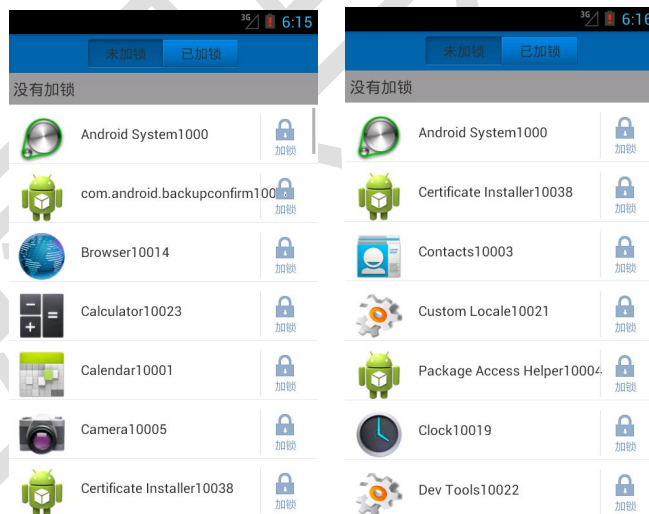 3G 6:15
未加锁 已加锁
没有加锁
Android System1000
加锁
com.android.backupconfirm100
加锁
Browser10014
加锁
Calculator10023
加锁
Calendar10001
加锁
Camera10005
加锁
Certificate Installer10038
加锁
3G 6:16
未加锁 已加锁
没有加锁
Android System1000
加锁
Certificate Installer10038
加锁
Contacts10003
加锁
Custom Locale10021
加锁
Package Access Helper10004
加锁
Clock10019
加锁
Dev Tools10022
加锁